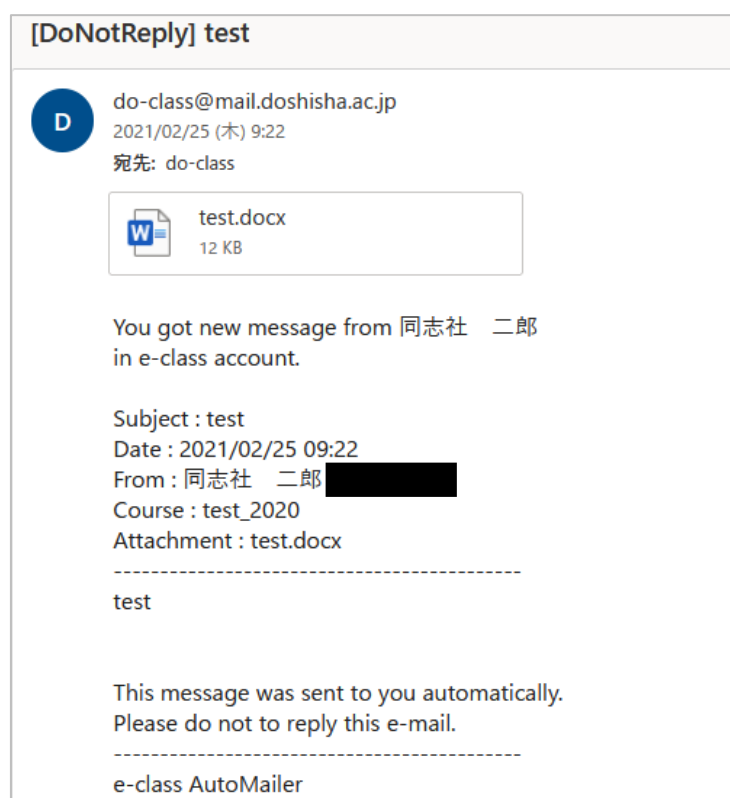 [DoNotReply] test
D
do-class@mail.doshisha.ac.jp
2021/02/25 (木) 9:22
宛先: do-class
W
test.docx
12 KB
You got new message from 同志社　二郎
in e-class account.
Subject : test
Date : 2021/02/25 09:22
From : 同志社　二郎
Course : test_2020
Attachment : test.docx
--------------------------------------------
test
This message was sent to you automatically.
Please do not to reply this e-mail.
--------------------------------------------
e-class AutoMailer